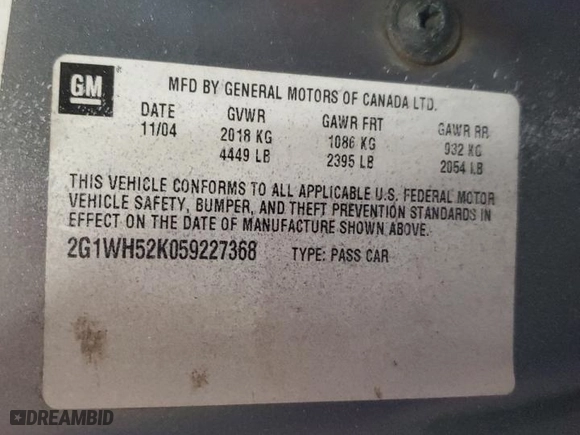 GM
MFD BY GENERAL MOTORS OF CANADA LTD.
DATE GVWR GAWR FRT GAWR RR
11/04 2018 KG 1086 KG 932 KG
4449 LB 2395 LB 2054 LB
THIS VEHICLE CONFORMS TO ALL APPLICABLE U.S. FEDERAL MOTOR
VEHICLE SAFETY, BUMPER, AND THEFT PREVENTION STANDARDS IN
EFFECT ON THE DATE OF MANUFACTURE SHOWN ABOVE.
2G1WH52K059227368 TYPE: PASS CAR
DREAMBID